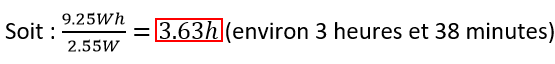 Soit : 9.25Wh/2.55W = 3.63h (environ 3 heures et 38 minutes)